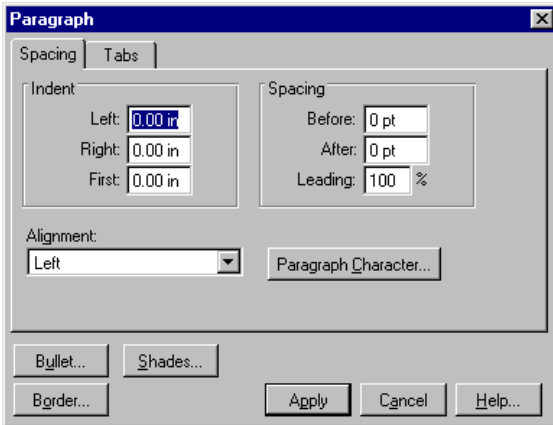 Paragraph
Spacing Tabs
Indent Spacing
Left: 0.00 in Before: 0 pt
Right: 0.00 in After: 0 pt
First: 0.00 in Leading: 100 %
Alignment:
Left Paragraph Character...
Bullet... Shades...
Border... Apply Cancel Help...